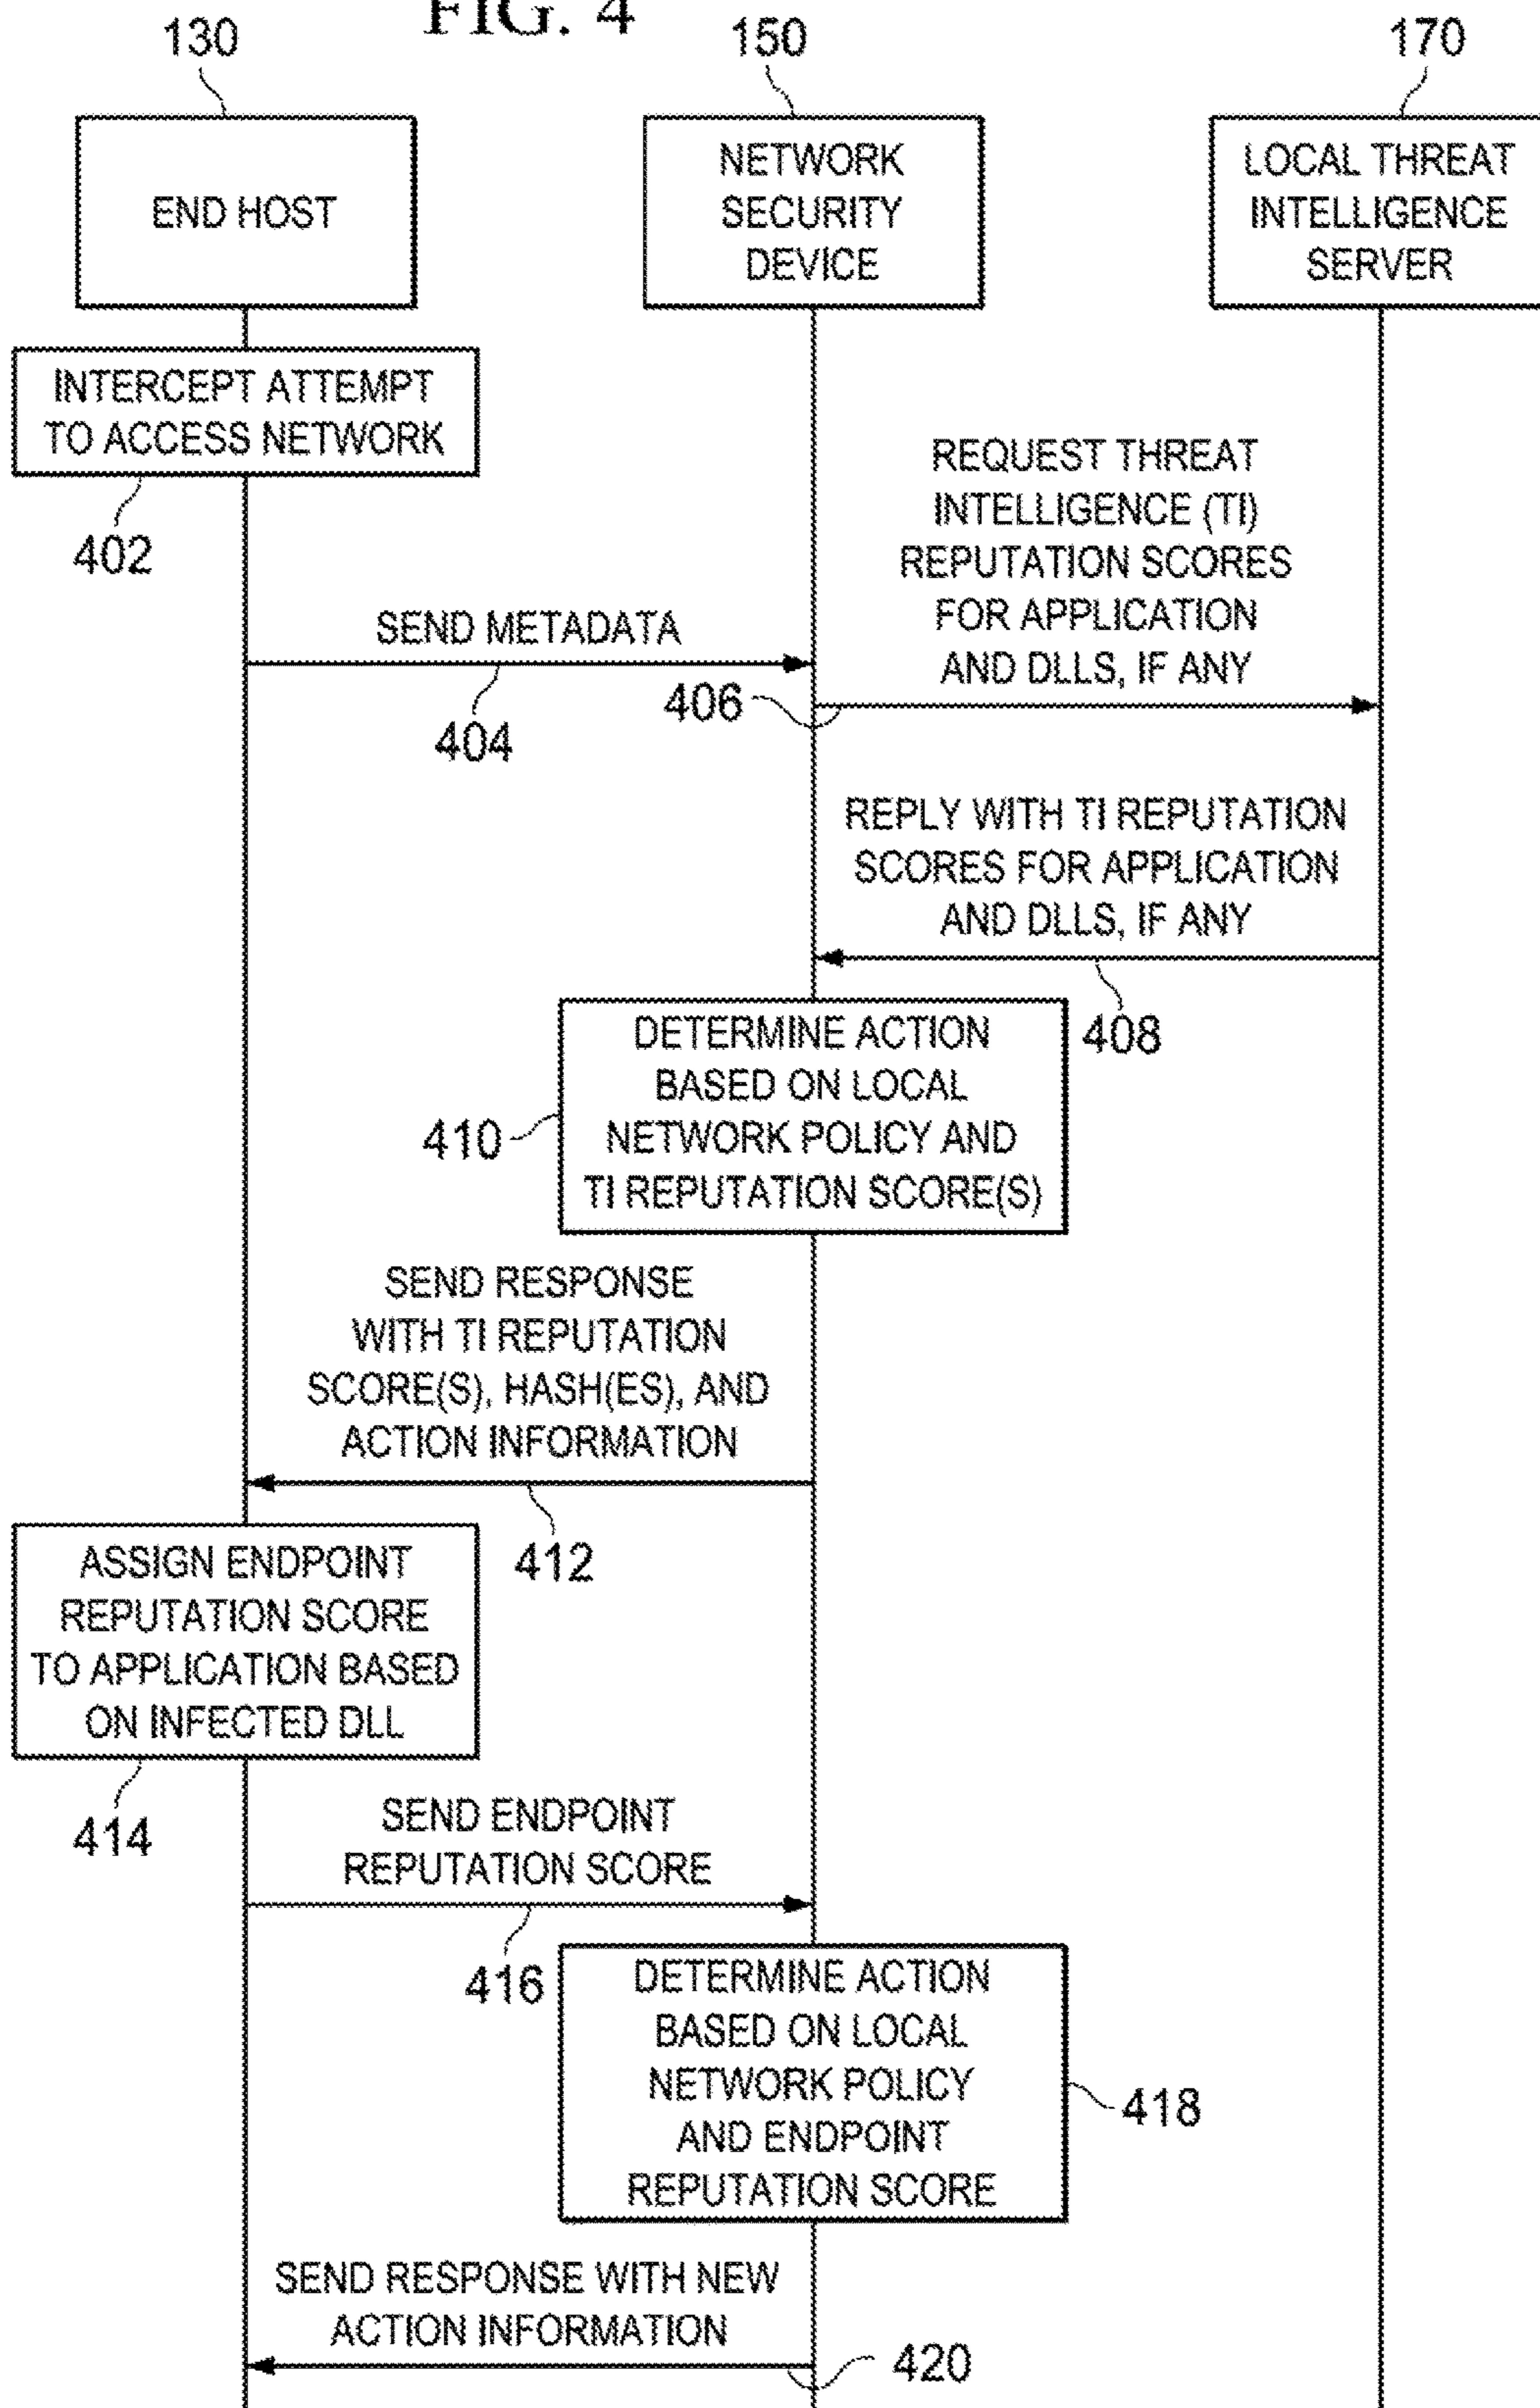 FIG. 4
130
150
170
END HOST
NETWORK
SECURITY
DEVICE
LOCAL THREAT
INTELLIGENCE
SERVER
INTERCEPT ATTEMPT
TO ACCESS NETWORK
402
SEND METADATA
404
REQUEST THREAT
INTELLIGENCE (TI)
REPUTATION SCORES
FOR APPLICATION
AND DLLS, IF ANY
406
REPLY WITH TI REPUTATION
SCORES FOR APPLICATION
AND DLLS, IF ANY
408
DETERMINE ACTION
BASED ON LOCAL
NETWORK POLICY AND
TI REPUTATION SCORE(S)
410
SEND RESPONSE
WITH TI REPUTATION
SCORE(S), HASH(ES), AND
ACTION INFORMATION
412
ASSIGN ENDPOINT
REPUTATION SCORE
TO APPLICATION BASED
ON INFECTED DLL
414
SEND ENDPOINT
REPUTATION SCORE
416
DETERMINE ACTION
BASED ON LOCAL
NETWORK POLICY
AND ENDPOINT
REPUTATION SCORE
418
SEND RESPONSE WITH NEW
ACTION INFORMATION
420